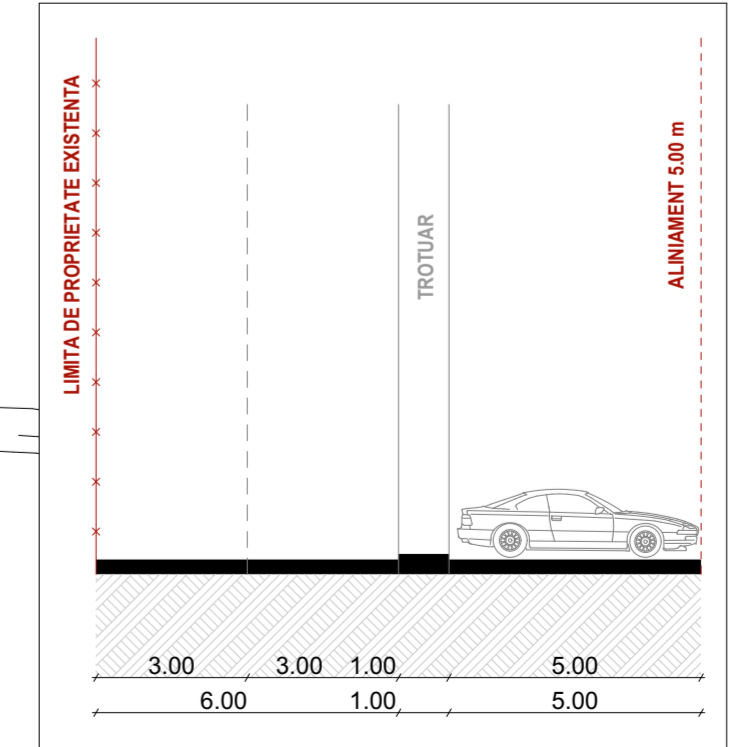 LIMITA DE PROPRIETATE EXISTENTA
TROTUAR
ALINIAMENT 5.00 m
3.00 3.00 1.00 5.00
6.00 1.00 5.00